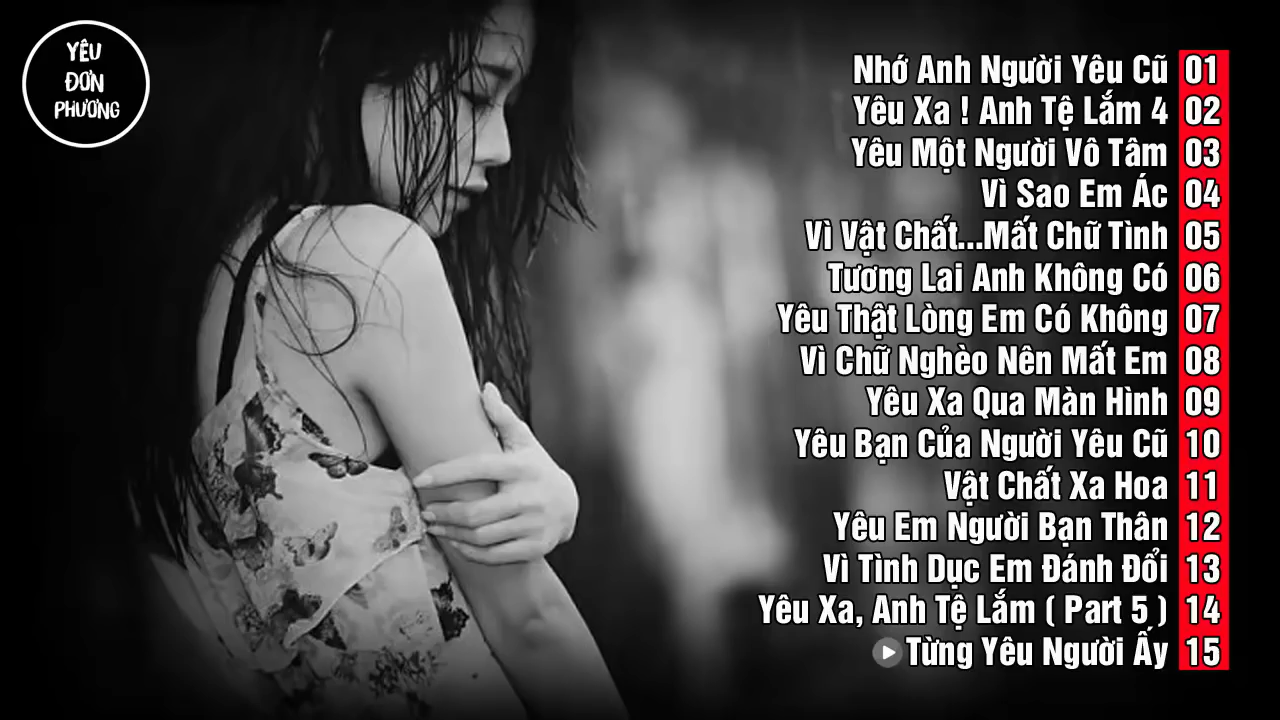 YÊU
ĐƠN
PHƯƠNG
Nhớ Anh Người Yêu Cũ 01
Yêu Xa ! Anh Tệ Lắm 4 02
Yêu Một Người Vô Tâm 03
Vì Sao Em Ác 04
Vì Vật Chất...Mất Chữ Tình 05
Tương Lai Anh Không Có 06
Yêu Thật Lòng Em Có Không 07
Vì Chữ Nghèo Nên Mất Em 08
Yêu Xa Qua Màn Hình 09
Yêu Bạn Của Người Yêu Cũ 10
Vật Chất Xa Hoa 11
Yêu Em Người Bạn Thân 12
Vì Tình Dục Em Đánh Đổi 13
Yêu Xa, Anh Tệ Lắm ( Part 5 ) 14
Từng Yêu Người Ấy 15